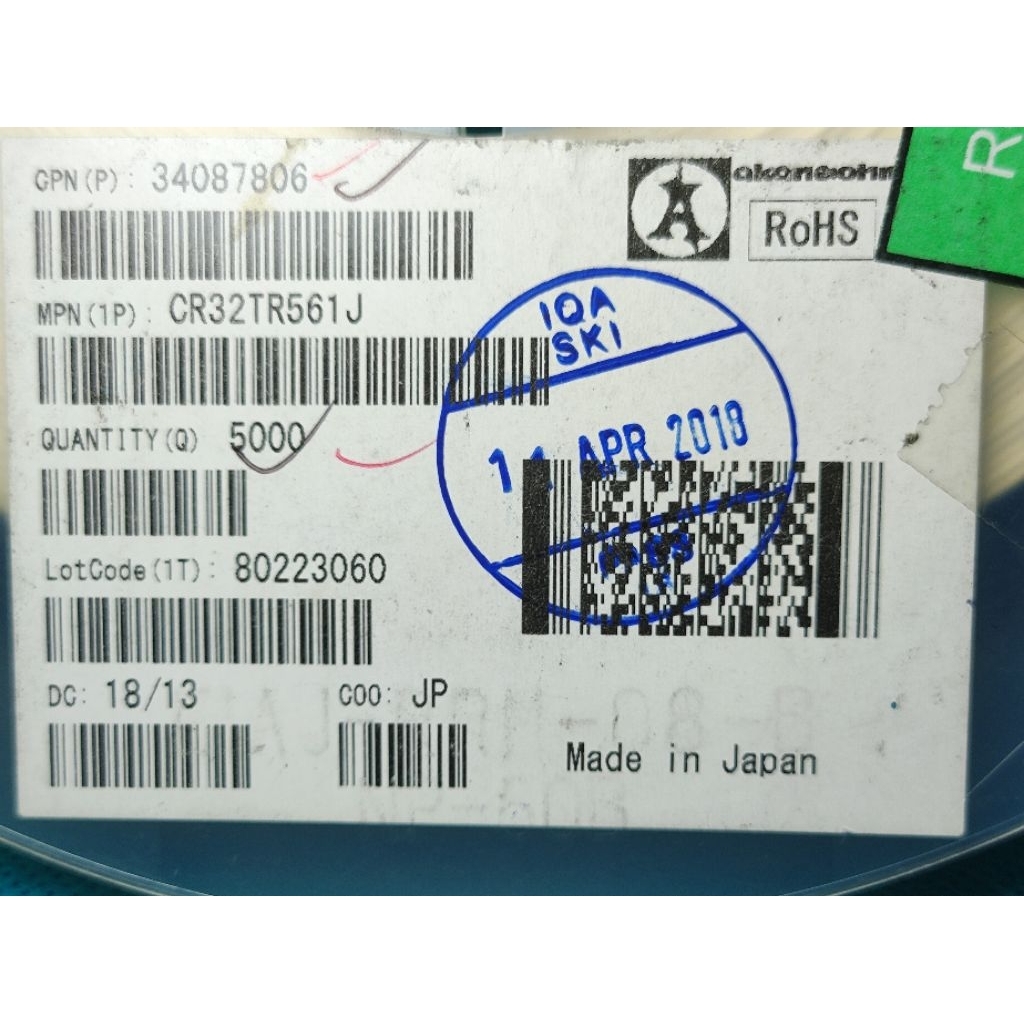 GPN(P): 34087806
akaneohm
RoHS
R
MPN(1P): CR32TR561J
IQA
SKI
QUANTITY(Q) 5000
11 APR 2018
LotCode(1T): 80223060
DC: 18/13
COO: JP
Made in Japan